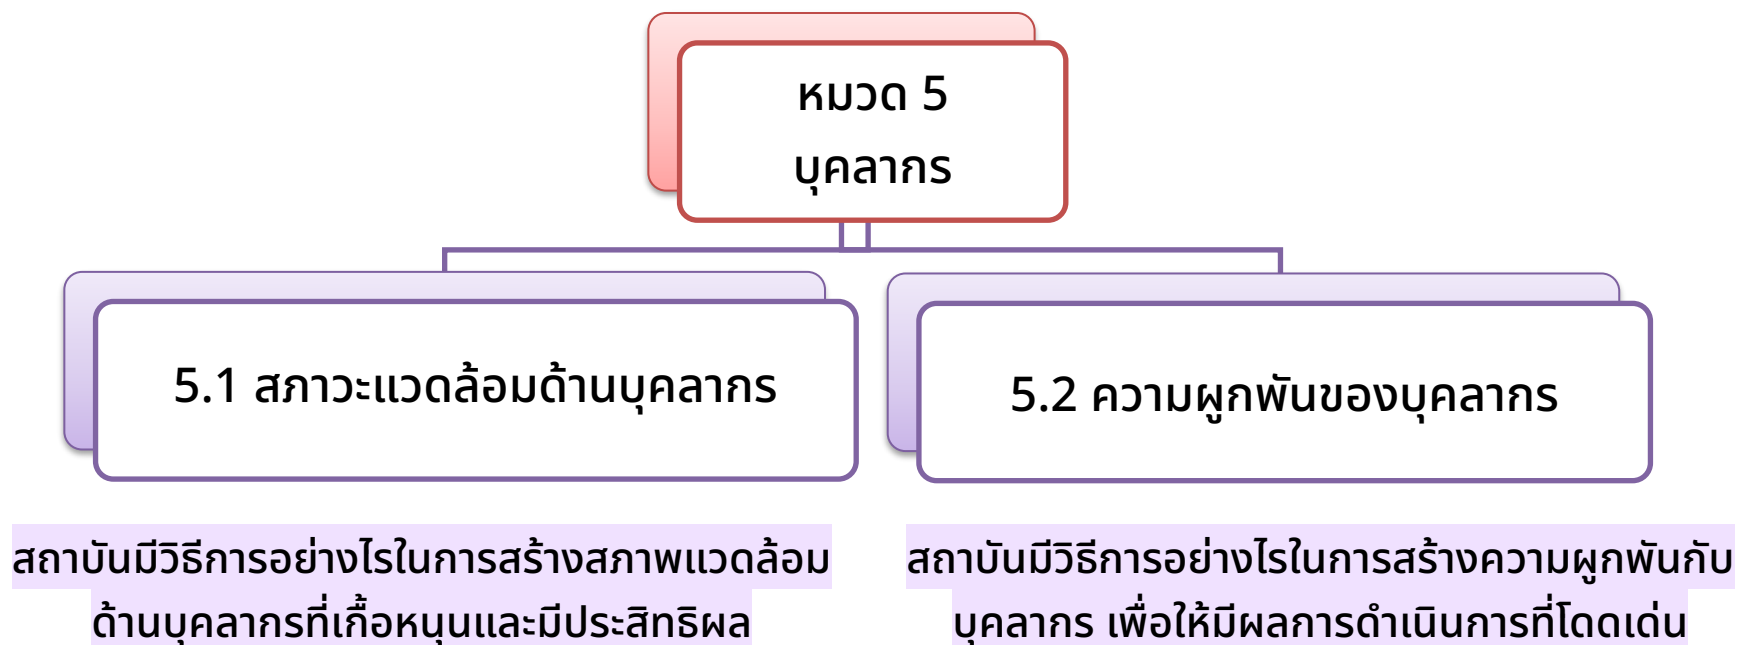 หมวด 5
บุคลากร
5.1 สภาวะแวดล้อมด้านบุคลากร
5.2 ความผูกพันของบุคลากร
สถาบันมีวิธีการอย่างไรในการสร้างสภาพแวดล้อม
ด้านบุคลากรที่เกื้อหนุนและมีประสิทธิผล
สถาบันมีวิธีการอย่างไรในการสร้างความผูกพันกับ
บุคลากร เพื่อให้มีผลการดำเนินการที่โดดเด่น